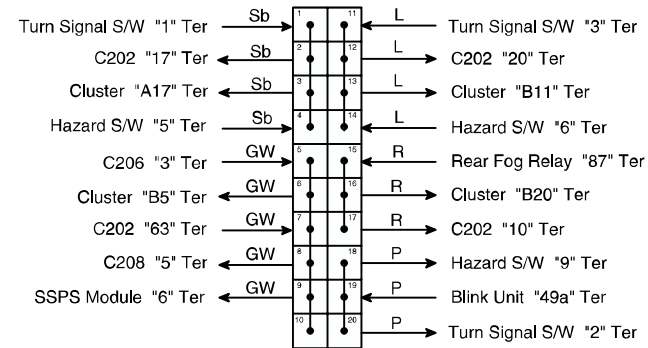 Turn Signal S/W "1" Ter Sb 1 11 L Turn Signal S/W "3" Ter
C202 "17" Ter Sb 2 12 L C202 "20" Ter
Cluster "A17" Ter Sb 3 13 L Cluster "B11" Ter
Hazard S/W "5" Ter Sb 4 14 L Hazard S/W "6" Ter
C206 "3" Ter GW 5 15 R Rear Fog Relay "87" Ter
Cluster "B5" Ter GW 6 16 R Cluster "B20" Ter
C202 "63" Ter GW 7 17 R C202 "10" Ter
C208 "5" Ter GW 8 18 P Hazard S/W "9" Ter
SSPS Module "6" Ter GW 9 19 P Blink Unit "49a" Ter
10 20 P Turn Signal S/W "2" Ter